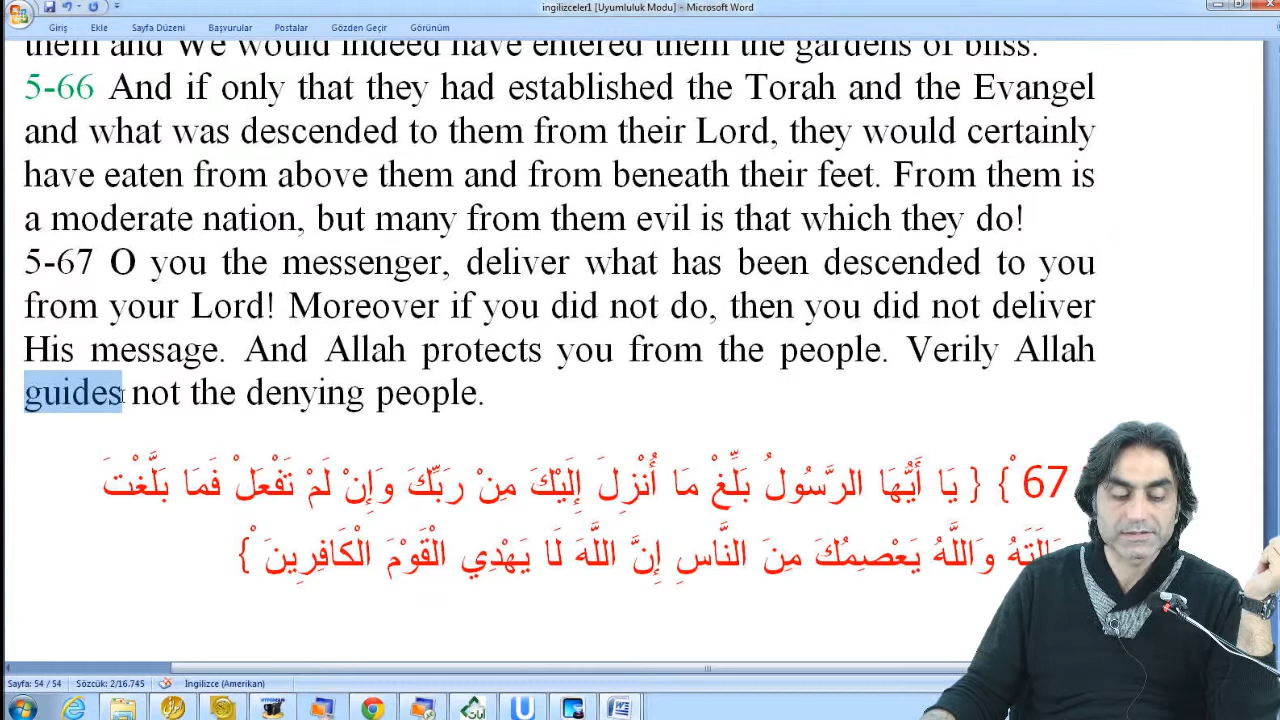 ingilizceler1 [Uyumluluk Modu] - Microsoft Word
Giriş Ekle Sayfa Düzeni Başvurular Postalar Gözden Geçir Görünüm
them and We would indeed have entered them the gardens of bliss.
5-66 And if only that they had established the Torah and the Evangel
and what was descended to them from their Lord, they would certainly
have eaten from above them and from beneath their feet. From them is
a moderate nation, but many from them evil is that which they do!
5-67 O you the messenger, deliver what has been descended to you
from your Lord! Moreover if you did not do, then you did not deliver
His message. And Allah protects you from the people. Verily Allah
guides not the denying people.
67 ْ} { يَا أَيُّهَا الرَّسُولُ بَلِّغْ مَا أُنْزِلَ إِلَيْكَ مِنْ رَبِّكَ وَإِنْ لَمْ تَفْعَلْ فَمَا بَلَّغْتَ
وَاللَّهُ يَعْصِمُكَ مِنَ النَّاسِ إِنَّ اللَّهَ لَا يَهْدِي الْقَوْمَ الْكَافِرِينَ ْ}
Sayfa: 54 / 54 Sözcük: 2/16.745 İngilizce (Amerikan)